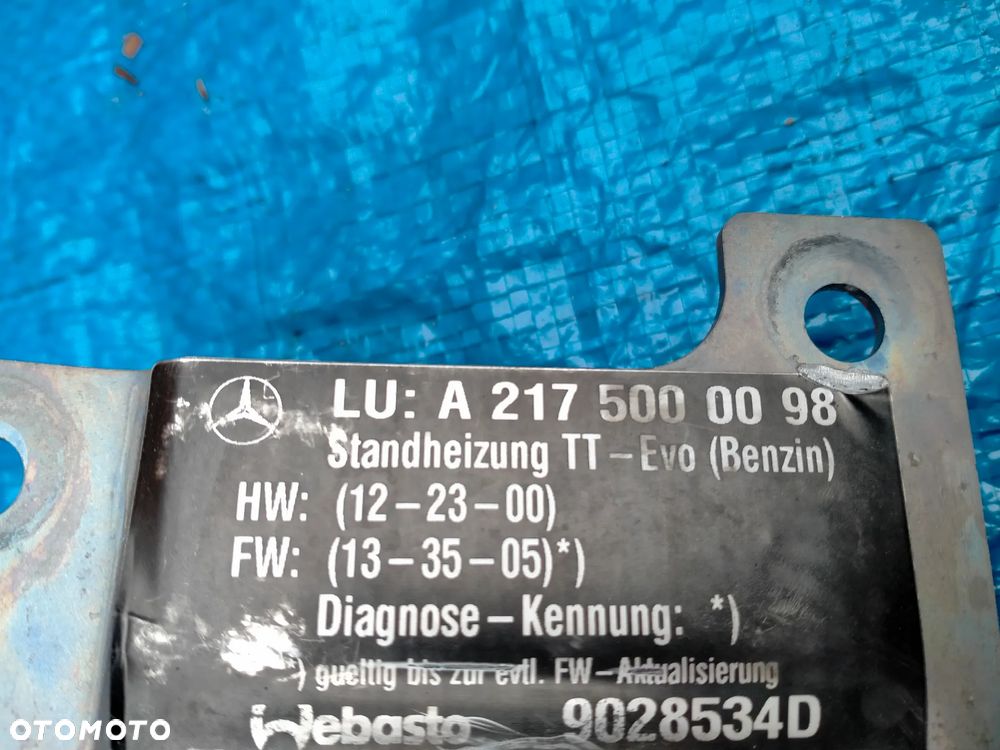 LU: A 217 500 00 98
Standheizung TT – Evo (Benzin)
HW: (12 – 23 – 00)
FW: (13 – 35 – 05)*)
Diagnose – Kennung: *)
) gueltig bis zur evtl. FW – Aktualisierung
Webasto 9028534D
OTOMOTO
OTOMOTO